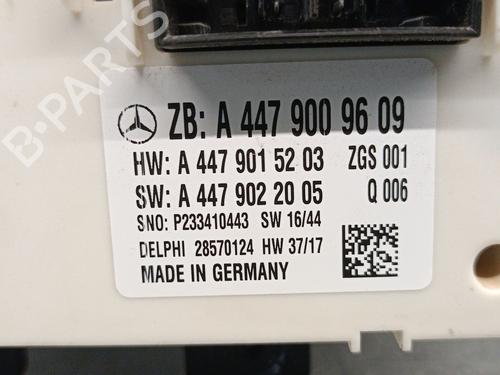 ZB: A 447 900 96 09
HW: A 447 901 52 03 ZGS 001
SW: A 447 902 20 05 Q 006
SNO: P233410443 SW 16/44
DELPHI 28570124 HW 37/17
MADE IN GERMANY
B-PARTS